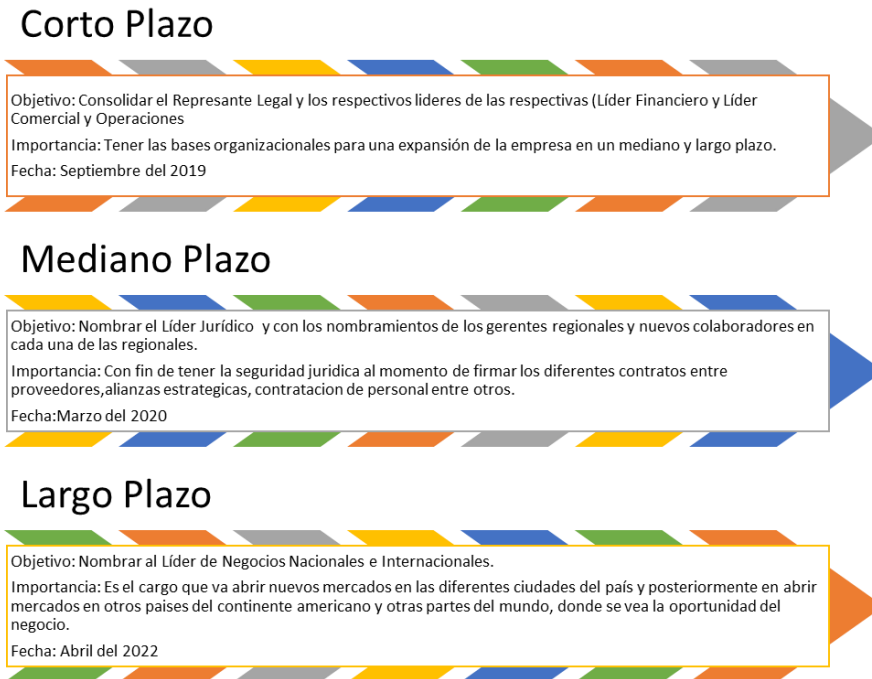 Corto Plazo
Objetivo: Consolidar el Represante Legal y los respectivos lideres de las respectivas (Líder Financiero y Líder
Comercial y Operaciones
Importancia: Tener las bases organizacionales para una expansión de la empresa en un mediano y largo plazo.
Fecha: Septiembre del 2019
Mediano Plazo
Objetivo: Nombrar el Líder Jurídico y con los nombramientos de los gerentes regionales y nuevos colaboradores en
cada una de las regionales.
Importancia: Con fin de tener la seguridad juridica al momento de firmar los diferentes contratos entre
proveedores,alianzas estrategicas, contratacion de personal entre otros.
Fecha:Marzo del 2020
Largo Plazo
Objetivo: Nombrar al Líder de Negocios Nacionales e Internacionales.
Importancia: Es el cargo que va abrir nuevos mercados en las diferentes ciudades del país y posteriormente en abrir
mercados en otros paises del continente americano y otras partes del mundo, donde se vea la oportunidad del
negocio.
Fecha: Abril del 2022